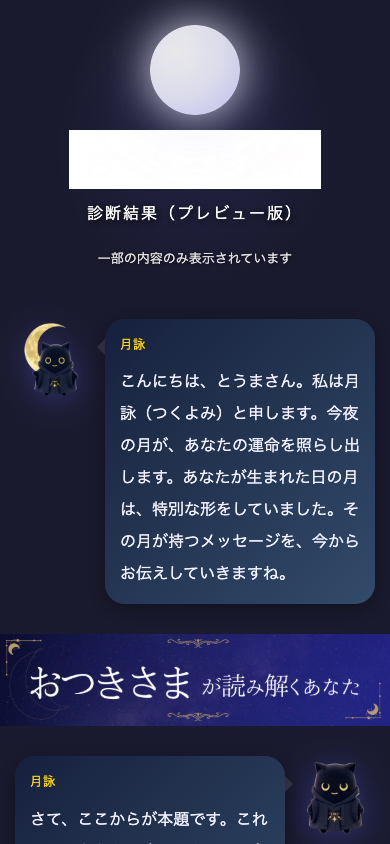 診断結果（プレビュー版）
一部の内容のみ表示されています
月詠
こんにちは、とうまさん。私は月
詠（つくよみ）と申します。今夜
の月が、あなたの運命を照らし出
します。あなたが生まれた日の月
は、特別な形をしていました。そ
の月が持つメッセージを、今から
お伝えしていきますね。
おつきさま が読み解くあなた
月詠
さて、ここからが本題です。これ